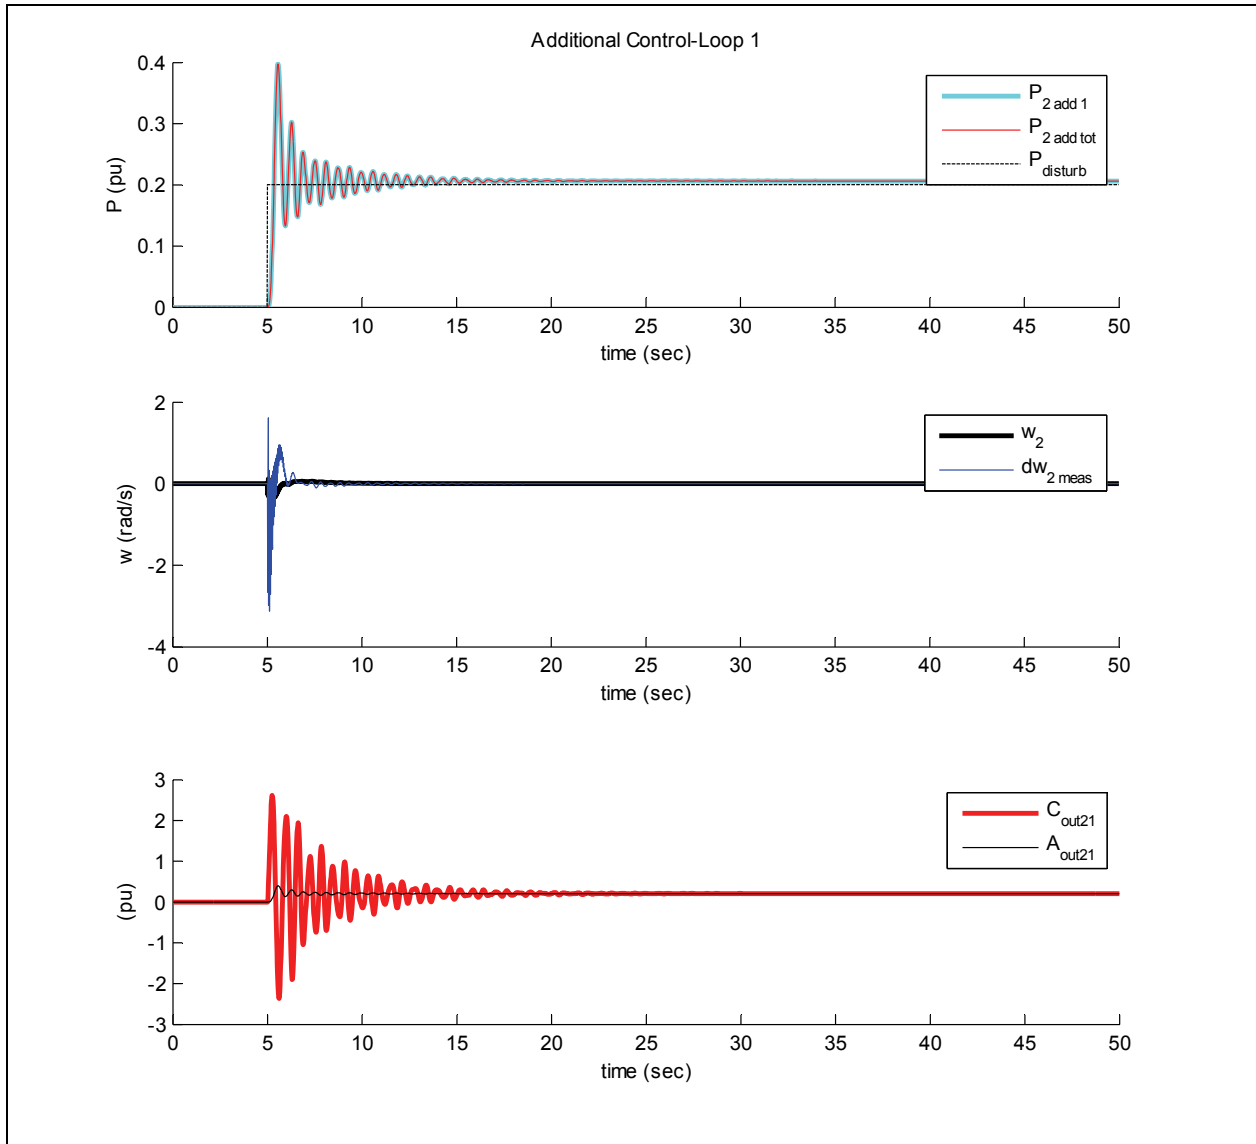 Additional Control-Loop 1
0.4
0.3
0.2
0.1
0
P (pu)
P2 add 1
P2 add tot
Pdisturb
0 5 10 15 20 25 30 35 40 45 50
time (sec)
2
0
-2
-4
w (rad/s)
w2
dw2 meas
0 5 10 15 20 25 30 35 40 45 50
time (sec)
3
2
1
0
-1
-2
-3
(pu)
Cout21
Aout21
0 5 10 15 20 25 30 35 40 45 50
time (sec)